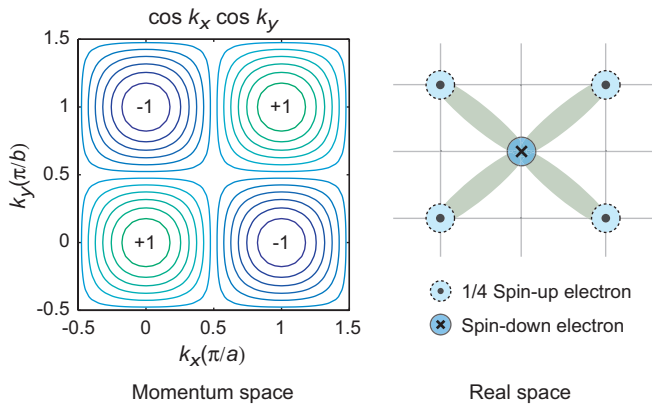 cos kx cos ky
1.5
1
0.5
0
-0.5
ky(π/b)
-1
+1
+1
-1
-0.5
0
0.5
1
1.5
kx(π/a)
Momentum space
1/4 Spin-up electron
Spin-down electron
Real space